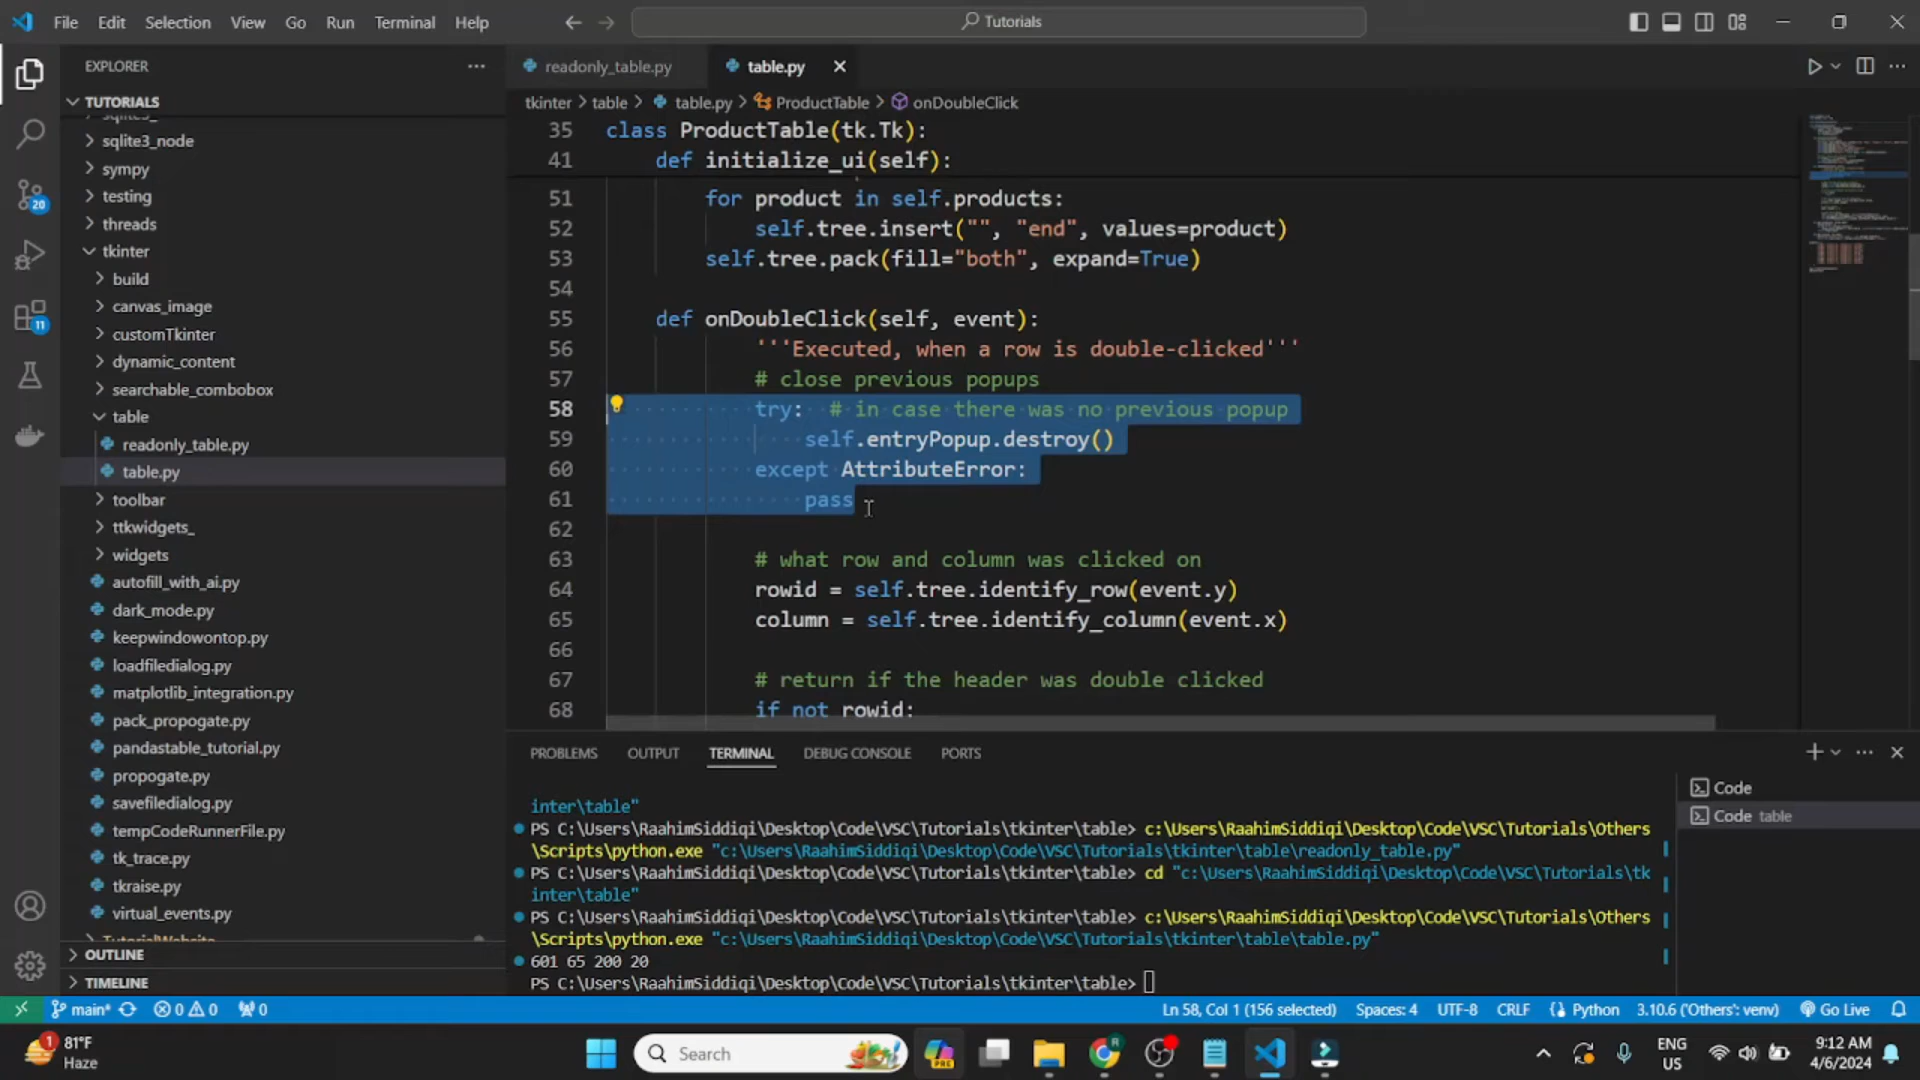 File Edit Selection View Go Run Terminal Help
Tutorials
EXPLORER
TUTORIALS
sqlite3_node
sympy
testing
threads
tkinter
build
canvas_image
customTkinter
dynamic_content
searchable_combobox
table
readonly_table.py
table.py
toolbar
ttkwidgets_
widgets
autofill_with_ai.py
dark_mode.py
keepwindowontop.py
loadfiledialog.py
matplotlib_integration.py
pack_propogate.py
pandastable_tutorial.py
propogate.py
savefiledialog.py
tempCodeRunnerFile.py
tk_trace.py
tkraise.py
virtual_events.py
OUTLINE
TIMELINE
20
11
readonly_table.py table.py
tkinter > table > table.py > ProductTable > onDoubleClick
35 class ProductTable(tk.Tk):
41 def initialize_ui(self):
51 for product in self.products:
52 self.tree.insert("", "end", values=product)
53 self.tree.pack(fill="both", expand=True)
54
55 def onDoubleClick(self, event):
56 '''Executed, when a row is double-clicked'''
57 # close previous popups
58 try: # in case there was no previous popup
59 self.entryPopup.destroy()
60 except AttributeError:
61 pass
62
63 # what row and column was clicked on
64 rowid = self.tree.identify_row(event.y)
65 column = self.tree.identify_column(event.x)
66
67 # return if the header was double clicked
68 if not rowid:
PROBLEMS OUTPUT TERMINAL DEBUG CONSOLE PORTS
inter\table"
PS C:\Users\RaahimSiddiqi\Desktop\Code\VSC\Tutorials\tkinter\table> c:\Users\RaahimSiddiqi\Desktop\Code\VSC\Tutorials\Others
\Scripts\python.exe "c:\Users\RaahimSiddiqi\Desktop\Code\VSC\Tutorials\tkinter\table\readonly_table.py"
PS C:\Users\RaahimSiddiqi\Desktop\Code\VSC\Tutorials\tkinter\table> cd "c:\Users\RaahimSiddiqi\Desktop\Code\VSC\Tutorials\tk
inter\table"
PS C:\Users\RaahimSiddiqi\Desktop\Code\VSC\Tutorials\tkinter\table> c:\Users\RaahimSiddiqi\Desktop\Code\VSC\Tutorials\Others
\Scripts\python.exe "c:\Users\RaahimSiddiqi\Desktop\Code\VSC\Tutorials\tkinter\table\table.py"
601 65 200 20
PS C:\Users\RaahimSiddiqi\Desktop\Code\VSC\Tutorials\tkinter\table>
Code
Code table
main* 0 0 0 Ln 58, Col 1 (156 selected) Spaces: 4 UTF-8 CRLF Python 3.10.6 ('Others': venv) Go Live
1 81°F
Haze
Search
PRE
ENG
US
9:12 AM
4/6/2024